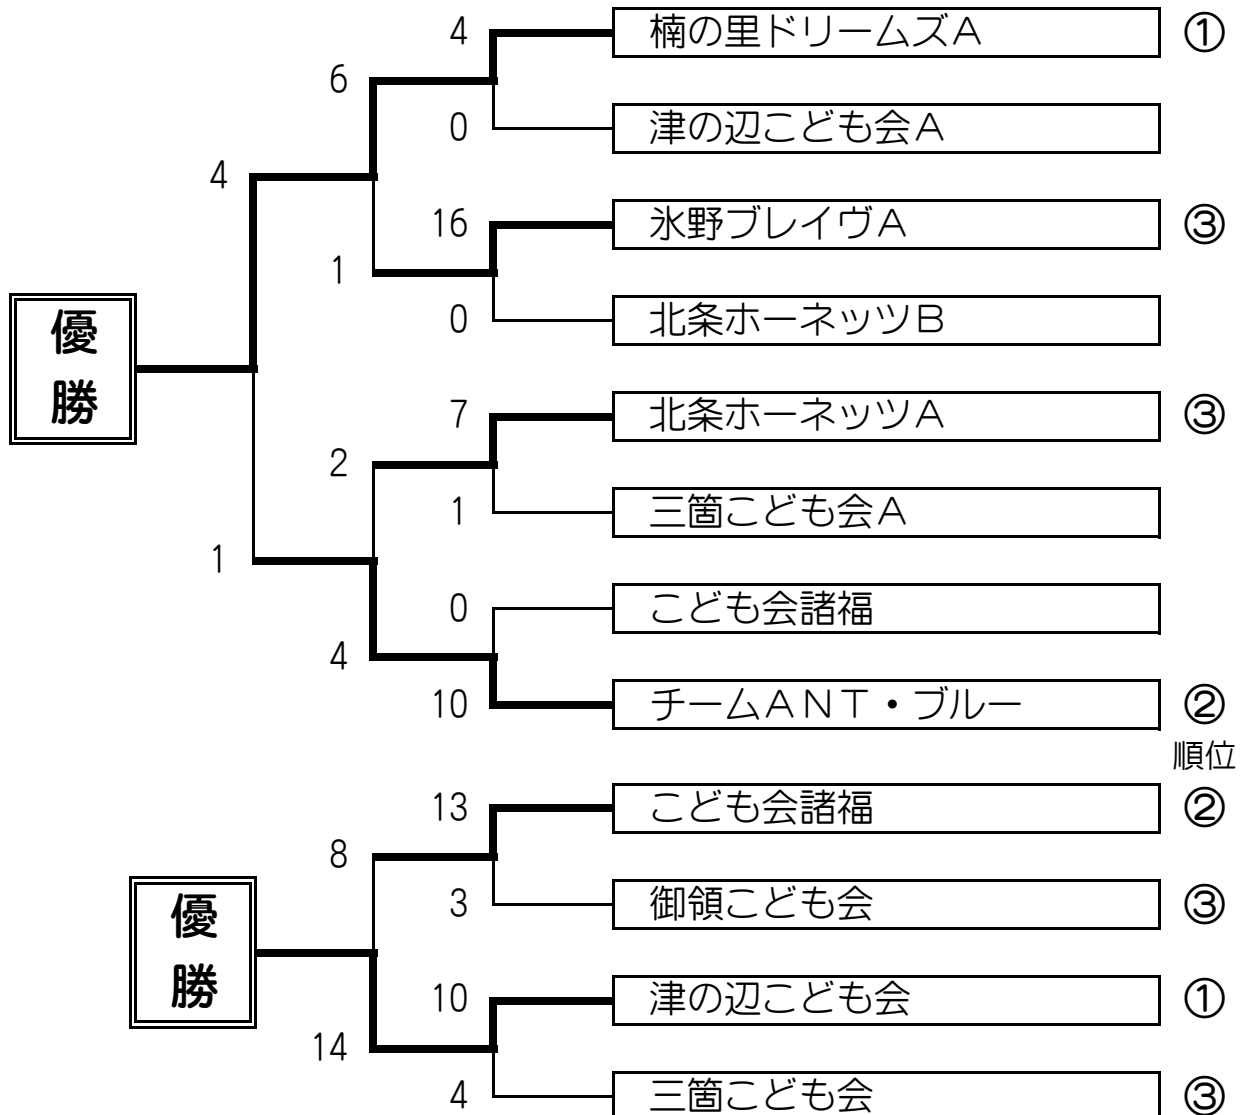 4 楠の里ドリームズA ①
6
0 津の辺こども会A
4
16 氷野ブレイヴA ③
1
0 北条ホーネッツB
優勝
7 北条ホーネッツA ③
2
1 三箇こども会A
1
0 こども会諸福
4
10 チームANT・ブルー ②
順位
13 こども会諸福 ②
8
3 御領こども会 ③
優勝
10 津の辺こども会 ①
14
4 三箇こども会 ③